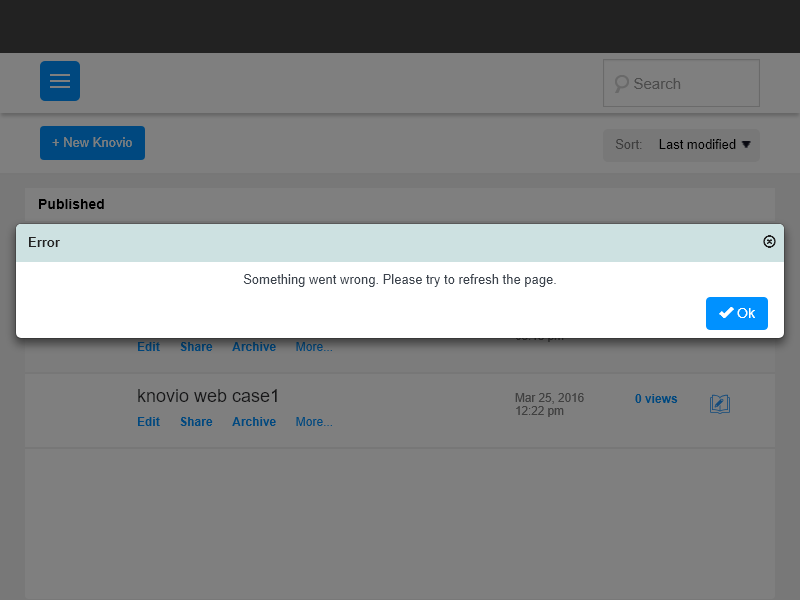 Search
+ New Knovio
Sort: Last modified
Published
Error
Something went wrong. Please try to refresh the page.
Ok
Edit Share Archive More...
knovio web case1
Mar 25, 2016
12:22 pm
0 views
Edit Share Archive More...